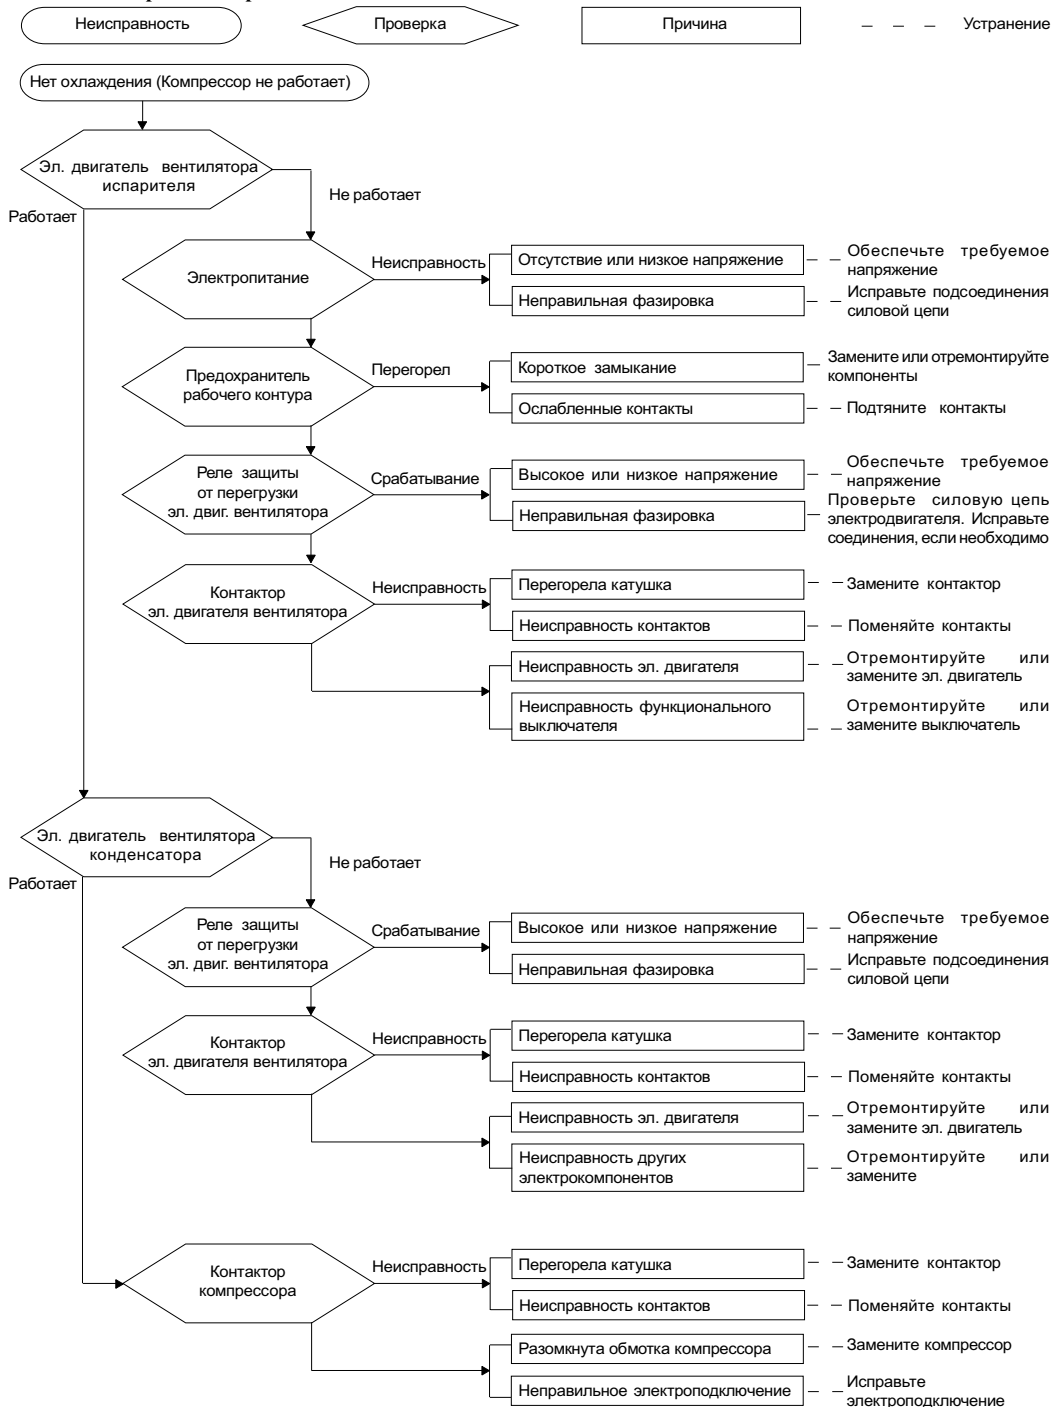 Неисправность
Проверка
Причина
Устранение
Нет охлаждения (Компрессор не работает)
Эл. двигатель вентилятора
испарителя
Не работает
Работает
Электропитание
Неисправность
Отсутствие или низкое напряжение
Обеспечьте требуемое
напряжение
Неправильная фазировка
Исправьте подсоединения
силовой цепи
Предохранитель
рабочего контура
Перегорел
Короткое замыкание
Замените или отремонтируйте
компоненты
Ослабленные контакты
Подтяните контакты
Реле защиты
от перегрузки
эл. двиг. вентилятора
Срабатывание
Высокое или низкое напряжение
Обеспечьте требуемое
напряжение
Неправильная фазировка
Проверьте силовую цепь
электродвигателя. Исправьте
соединения, если необходимо
Контактор
эл. двигателя вентилятора
Неисправность
Перегорела катушка
Замените контактор
Неисправность контактов
Поменяйте контакты
Неисправность эл. двигателя
Отремонтируйте или
замените эл. двигатель
Неисправность функционального
выключателя
Отремонтируйте или
замените выключатель
Эл. двигатель вентилятора
конденсатора
Не работает
Работает
Реле защиты
от перегрузки
эл. двиг. вентилятора
Срабатывание
Высокое или низкое напряжение
Обеспечьте требуемое
напряжение
Неправильная фазировка
Исправьте подсоединения
силовой цепи
Контактор
эл. двигателя вентилятора
Неисправность
Перегорела катушка
Замените контактор
Неисправность контактов
Поменяйте контакты
Неисправность эл. двигателя
Отремонтируйте или
замените эл. двигатель
Неисправность других
электрокомпонентов
Отремонтируйте или
замените
Контактор
компрессора
Неисправность
Перегорела катушка
Замените контактор
Неисправность контактов
Поменяйте контакты
Разомкнута обмотка компрессора
Замените компрессор
Неправильное электроподключение
Исправьте
электроподключение